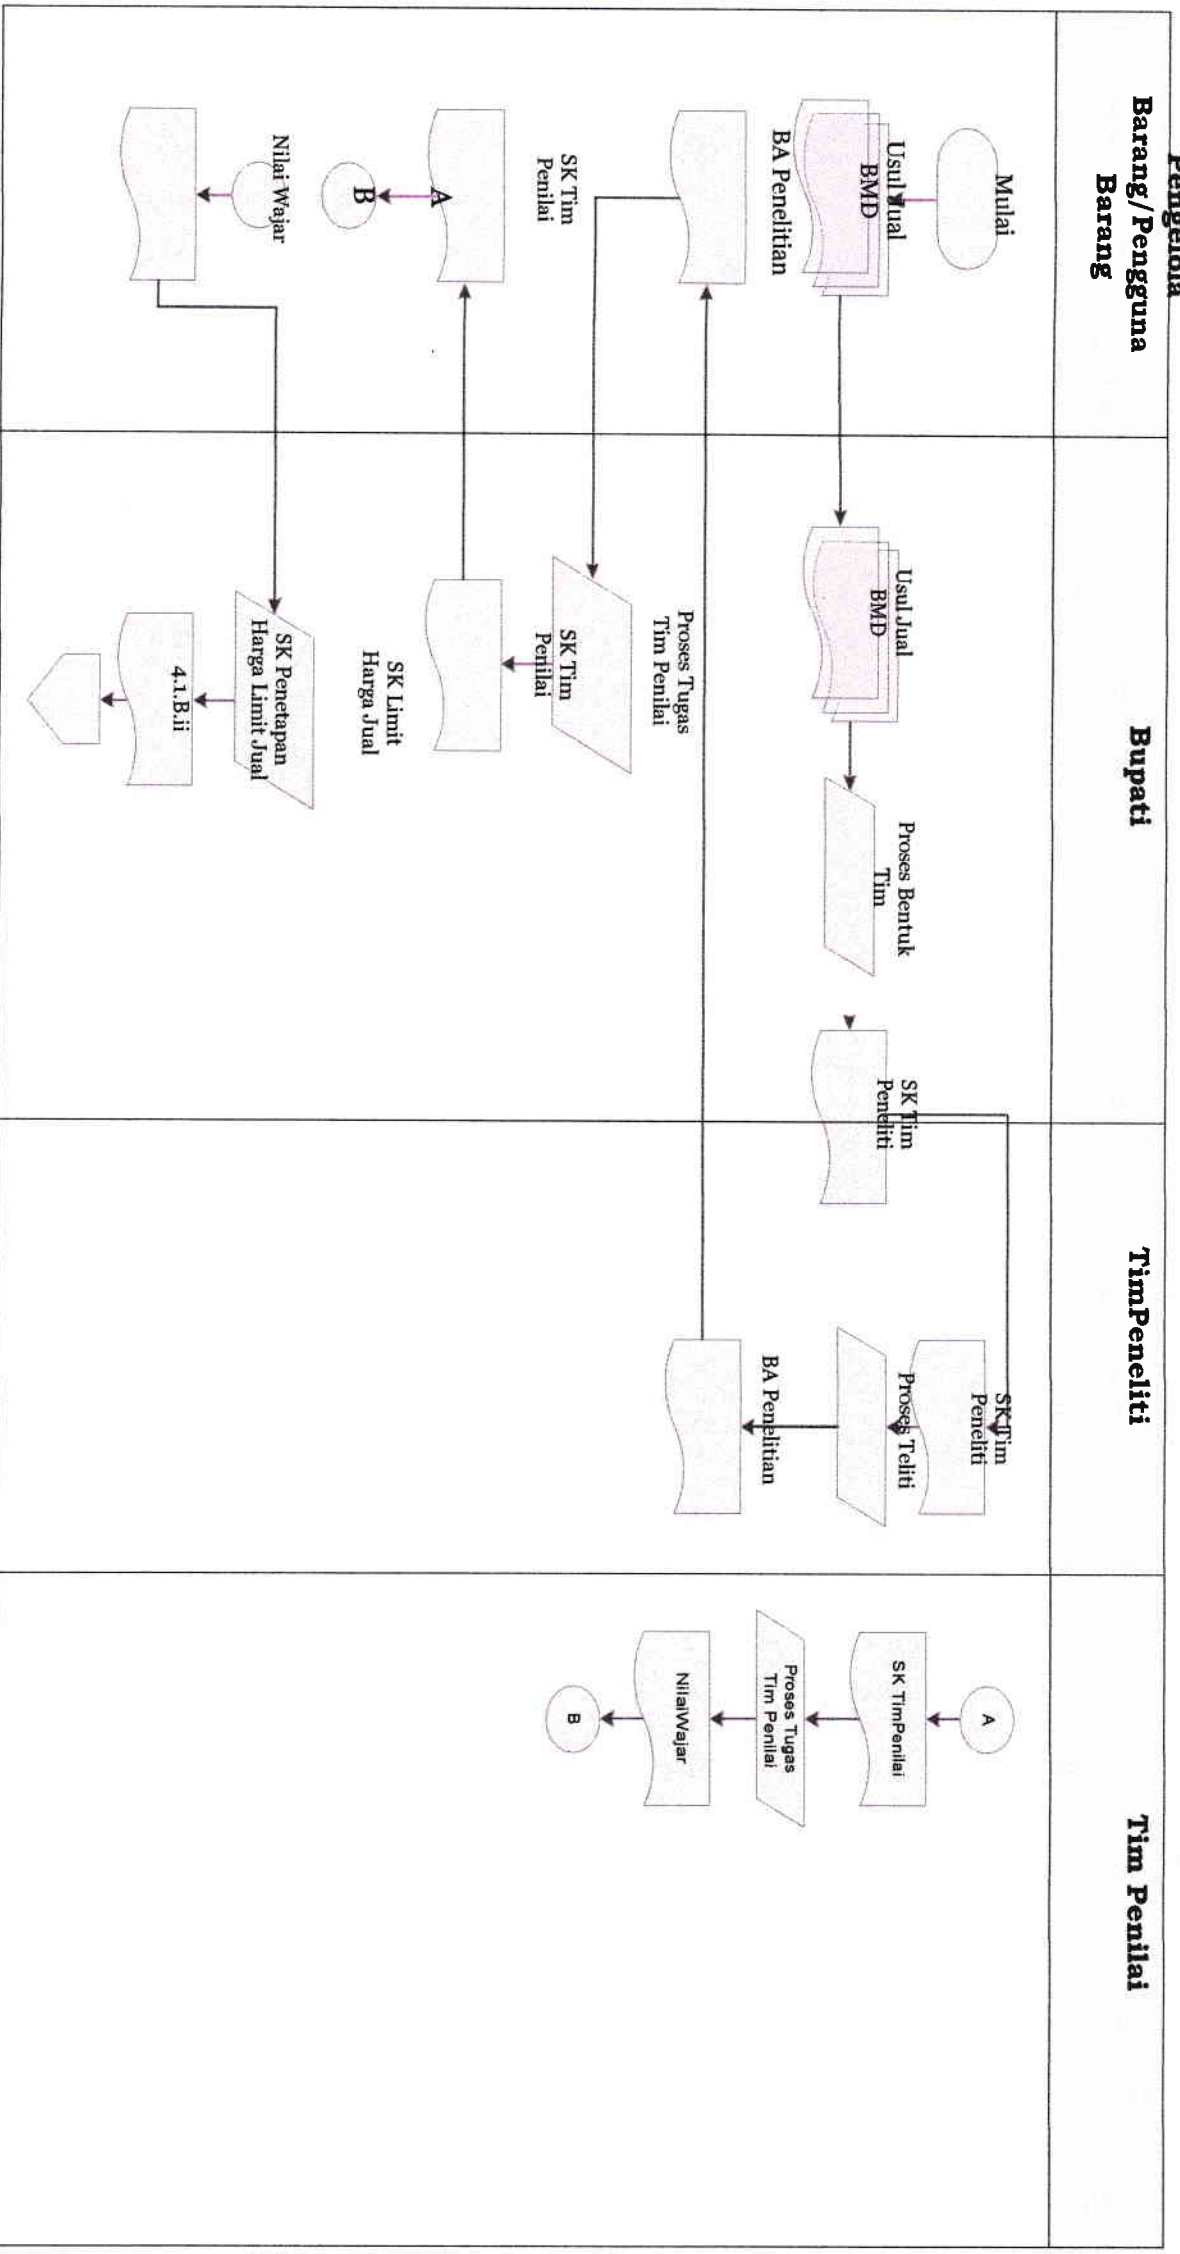 Pengelola
Barang/Pengguna
Barang
Bupati
TimPeneliti
Tim Penilai
Mulai
Usul Jual
BMD
BA Penelitian
SK Tim
Penilai
A
B
Nilai Wajar
Usul Jual
BMD
Proses Bentuk
Tim
SK Tim
Peneliti
Proses Tugas
Tim Penilai
SK Tim
Penilai
SK Limit
Harga Jual
SK Penetapan
Harga Limit Jual
4.1.B.ii
SK Tim
Peneliti
Proses Teliti
BA Penelitian
A
SK TimPenilai
Proses Tugas
Tim Penilai
NilaiWajar
B